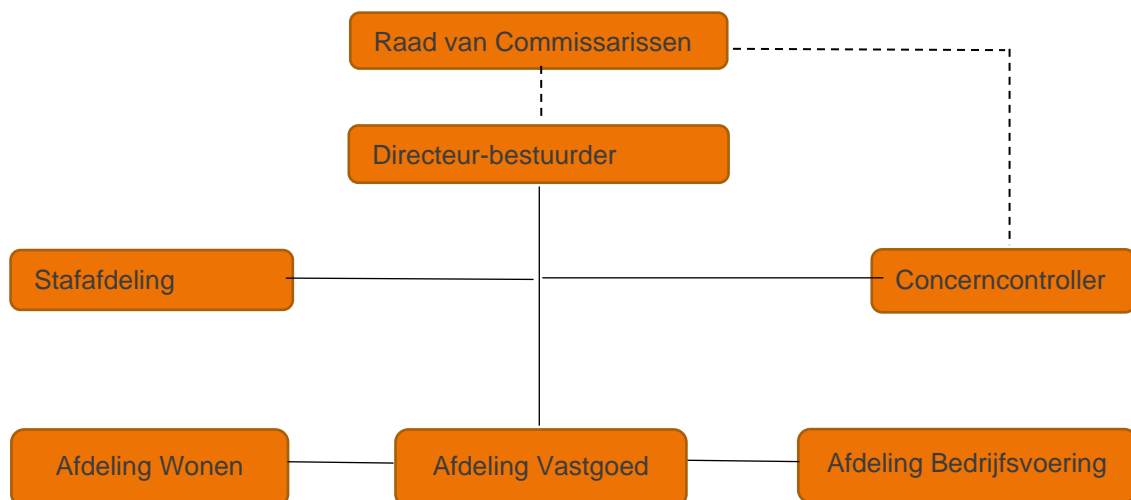 Raad van Commissarissen
Directeur-bestuurder
Stafafdeling
Concerncontroller
Afdeling Wonen
Afdeling Vastgoed
Afdeling Bedrijfsvoering